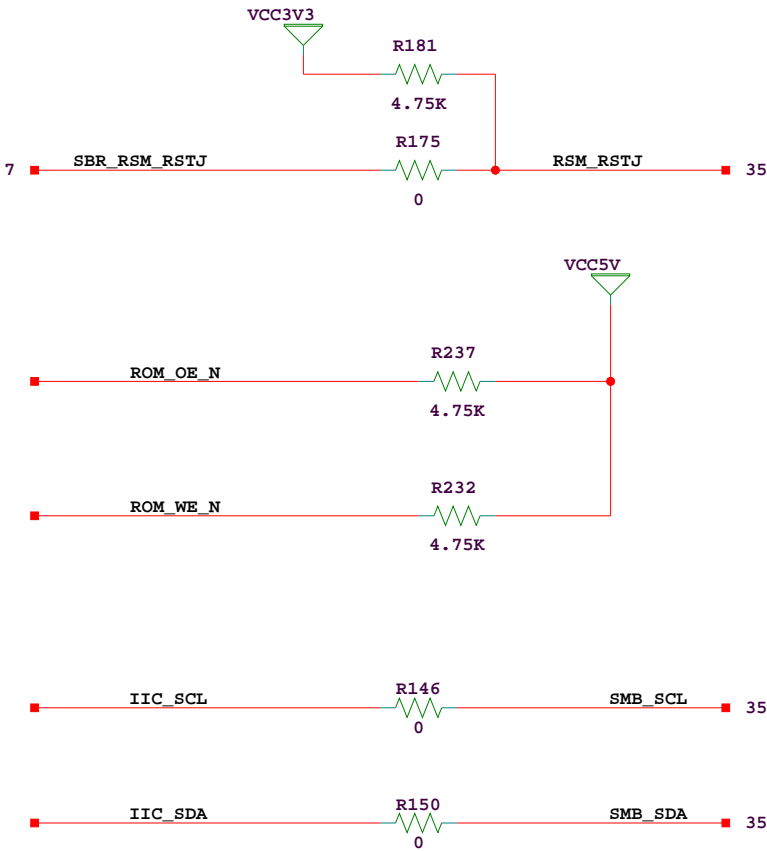 VCC3V3
R181
4.75K
R175
7 SBR_RSM_RSTJ RSM_RSTJ 35
0
VCC5V
R237
ROM_OE_N
4.75K
R232
ROM_WE_N
4.75K
R146
IIC_SCL SMB_SCL 35
0
R150
IIC_SDA SMB_SDA 35
0